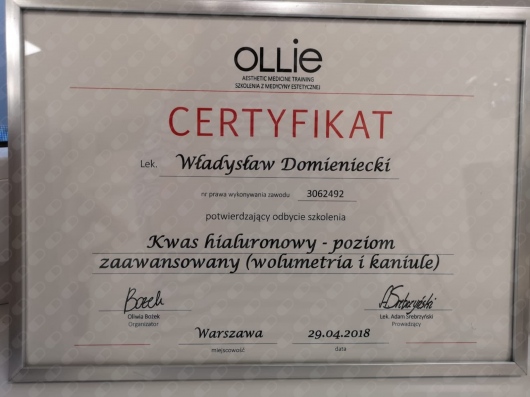 OLLie
AESTHETIC MEDICINE TRAINING
SZKOLENIA Z MEDYCYNY ESTETYCZNEJ
CERTYFIKAT
Lek. Władysław Domieniecki
nr prawa wykonywania zawodu 3062492
potwierdzający odbycie szkolenia
Kwas hialuronowy - poziom
zaawansowany (wolumetria i kaniule)
Bożek A.Srebrzyński
Oliwia Bożek Lek. Adam Srebrzyński
Organizator Prowadzący
Warszawa 29.04.2018
miejscowość data